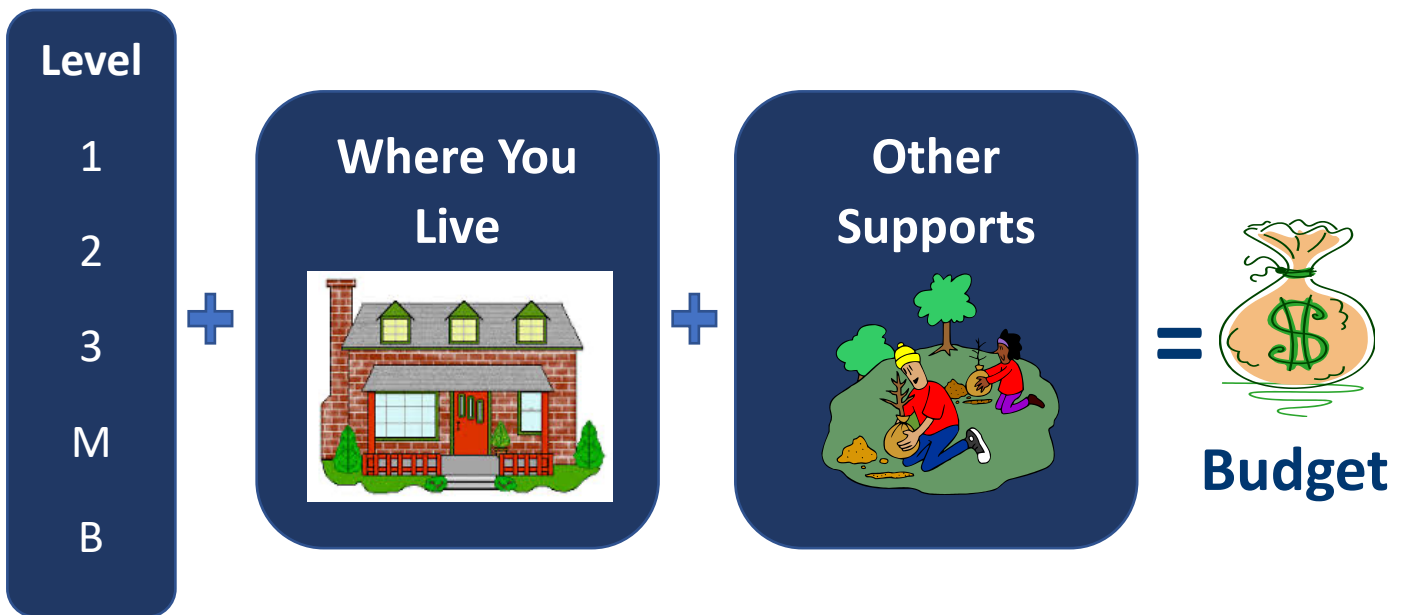 Level
1
2
3
M
B
+
Where You
Live
+
Other
Supports
=
$
Budget